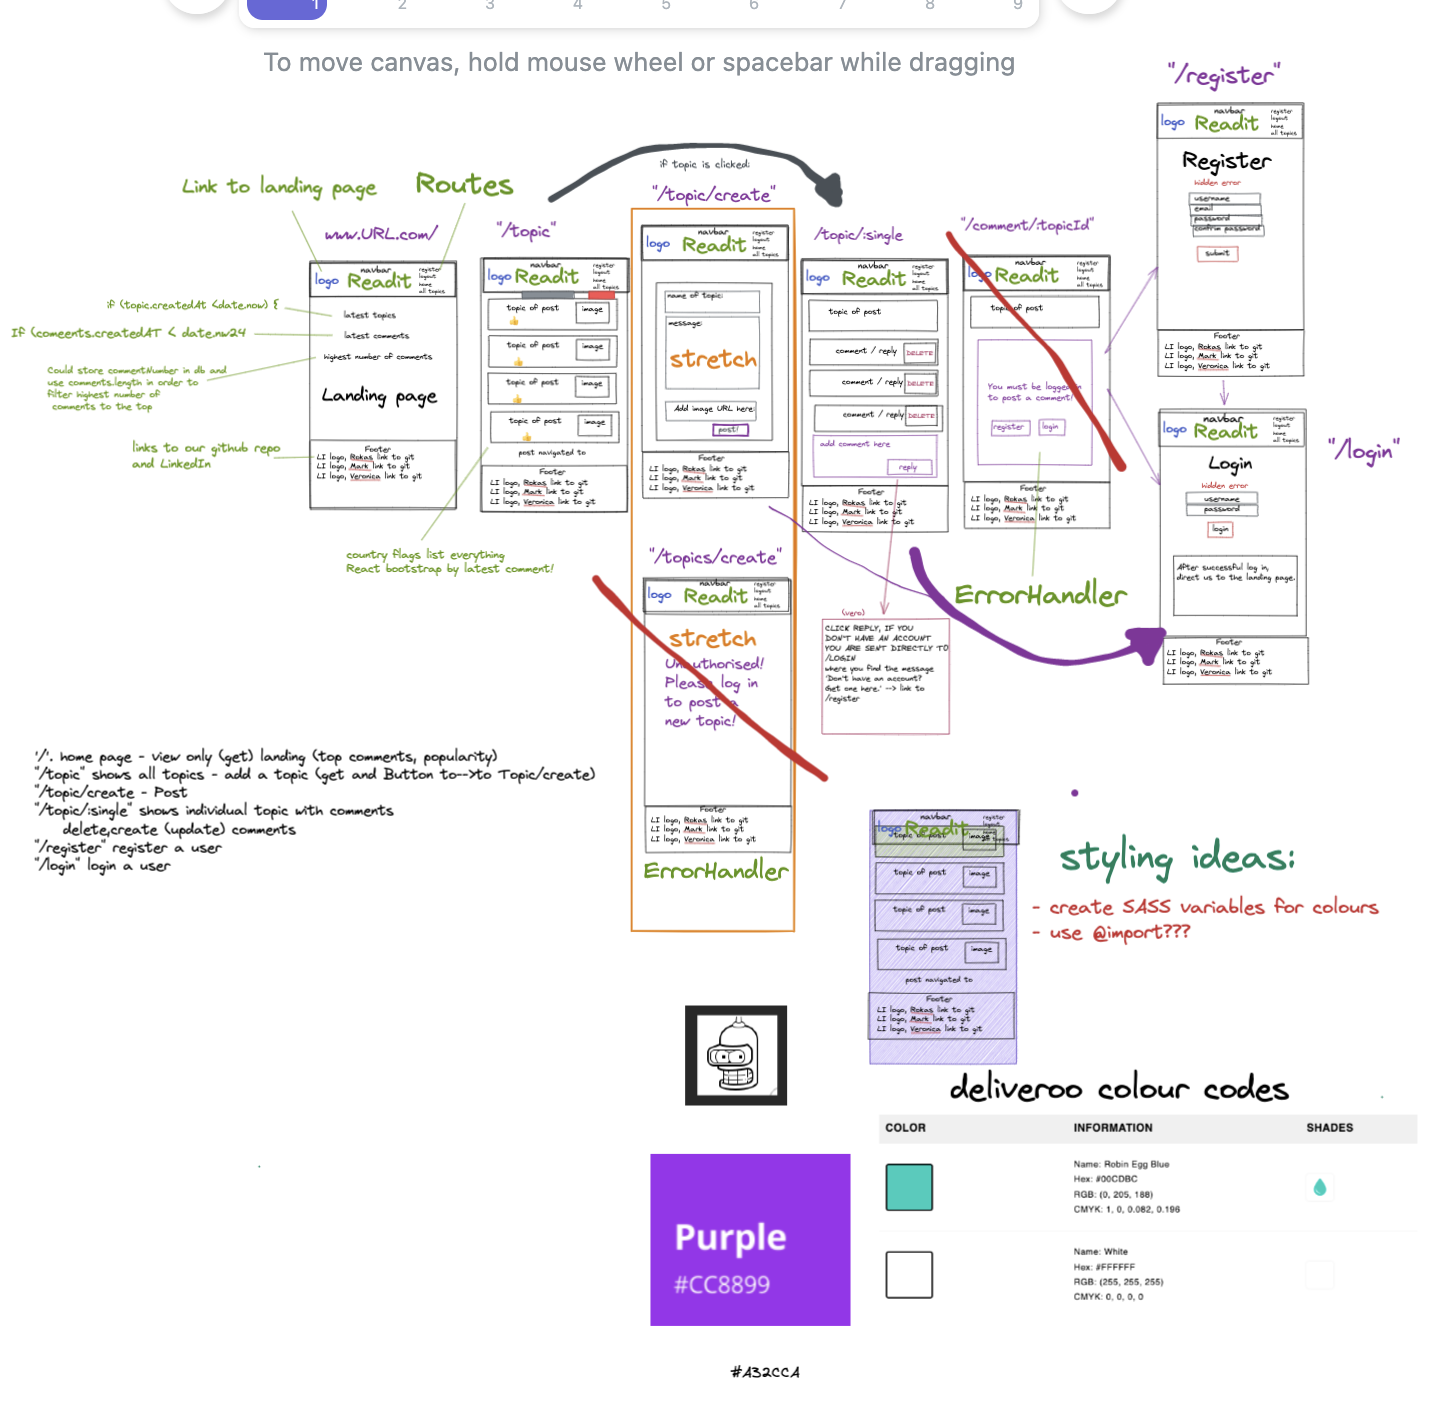 1 2 3 4 5 6 7 8 9
To move canvas, hold mouse wheel or spacebar while dragging
"/register"
navbar
logo Readit
register
logout
home
all topics
Register
hidden error
username
email
password
confrim password
submit
Footer
LI logo, Rokas link to git
LI logo, Mark link to git
LI logo, Veronica link to git
if topic is clicked:
Link to landing page
Routes
www.URL.com/
navbar
logo Readit
register
logout
home
all topics
if (topic.createdAt <date.now) {
latest topics
If (comeents.createdAT < date.nw24
latest comments
highest number of comments
Could store commentNumber in db and
use comments.length in order to
filter highest number of
comments to the top
Landing page
links to our github repo
and LinkedIn
Footer
LI logo, Rokas link to git
LI logo, Mark link to git
LI logo, Veronica link to git
"/topic"
navbar
logo Readit
register
logout
home
all topics
topic of post image
👍
topic of post image
👍
topic of post image
👍
topic of post image
👍
post navigated to
Footer
LI logo, Rokas link to git
LI logo, Mark link to git
LI logo, Veronica link to git
country flags list everything
React bootstrap by latest comment!
"/topic/create"
navbar
logo Readit
register
logout
home
all topics
name of topic:
message:
stretch
Add image URL here:
post!
Footer
LI logo, Rokas link to git
LI logo, Mark link to git
LI logo, Veronica link to git
"/topics/create"
navbar
logo Readit
register
logout
home
all topics
stretch
Unauthorised!
Please log in
to post a
new topic!
Footer
LI logo, Rokas link to git
LI logo, Mark link to git
LI logo, Veronica link to git
ErrorHandler
/topic/:single
navbar
logo Readit
register
logout
home
all topics
topic of post
comment / reply DELETE
comment / reply DELETE
comment / reply DELETE
add comment here
reply
Footer
LI logo, Rokas link to git
LI logo, Mark link to git
LI logo, Veronica link to git
(vero)
CLICK REPLY, IF YOU
DON'T HAVE AN ACCOUNT
YOU ARE SENT DIRECTLY TO
/LOGIN
where you find the message
'Don't have an account?
Get one here.' --> link to
/register
"/comment/:topicId"
navbar
logo Readit
register
logout
home
all topics
topic of post
You must be logged in
to post a comment!
register login
Footer
LI logo, Rokas link to git
LI logo, Mark link to git
LI logo, Veronica link to git
ErrorHandler
"/login"
navbar
logo Readit
register
logout
home
all topics
Login
hidden error
username
password
login
After successful log in,
direct us to the landing page.
Footer
LI logo, Rokas link to git
LI logo, Mark link to git
LI logo, Veronica link to git
'/'. home page - view only (get) landing (top comments, popularity)
"/topic" shows all topics - add a topic (get and Button to-->to Topic/create)
"/topic/create - Post
"/topic/:single" shows individual topic with comments
delete,create (update) comments
"/register" register a user
"/login" login a user
navbar
logo Readit
register
logout
home
all topics
topic of post image
topic of post image
topic of post image
topic of post image
post navigated to
Footer
LI logo, Rokas link to git
LI logo, Mark link to git
LI logo, Veronica link to git
styling ideas:
- create SASS variables for colours
- use @import???
deliveroo colour codes
COLOR INFORMATION SHADES
Name: Robin Egg Blue
Hex: #00CDBC
RGB: (0, 205, 188)
CMYK: 1, 0, 0.082, 0.196
Name: White
Hex: #FFFFFF
RGB: (255, 255, 255)
CMYK: 0, 0, 0, 0
Purple
#CC8899
#A32CCA